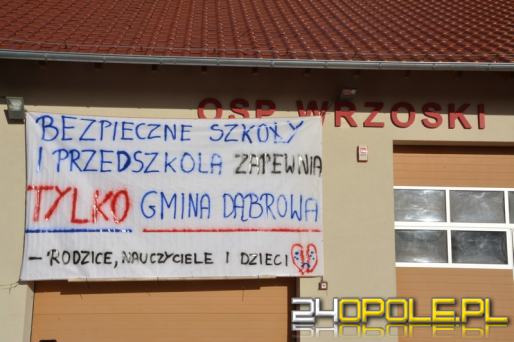 OSP WRZOSKI
BEZPIECZNE SZKOŁY
I PRZEDSZKOLA ZAPEWNIA
TYLKO GMINA DĄBROWA
- RODZICE, NAUCZYCIELE I DZIECI
24OPOLE.PL